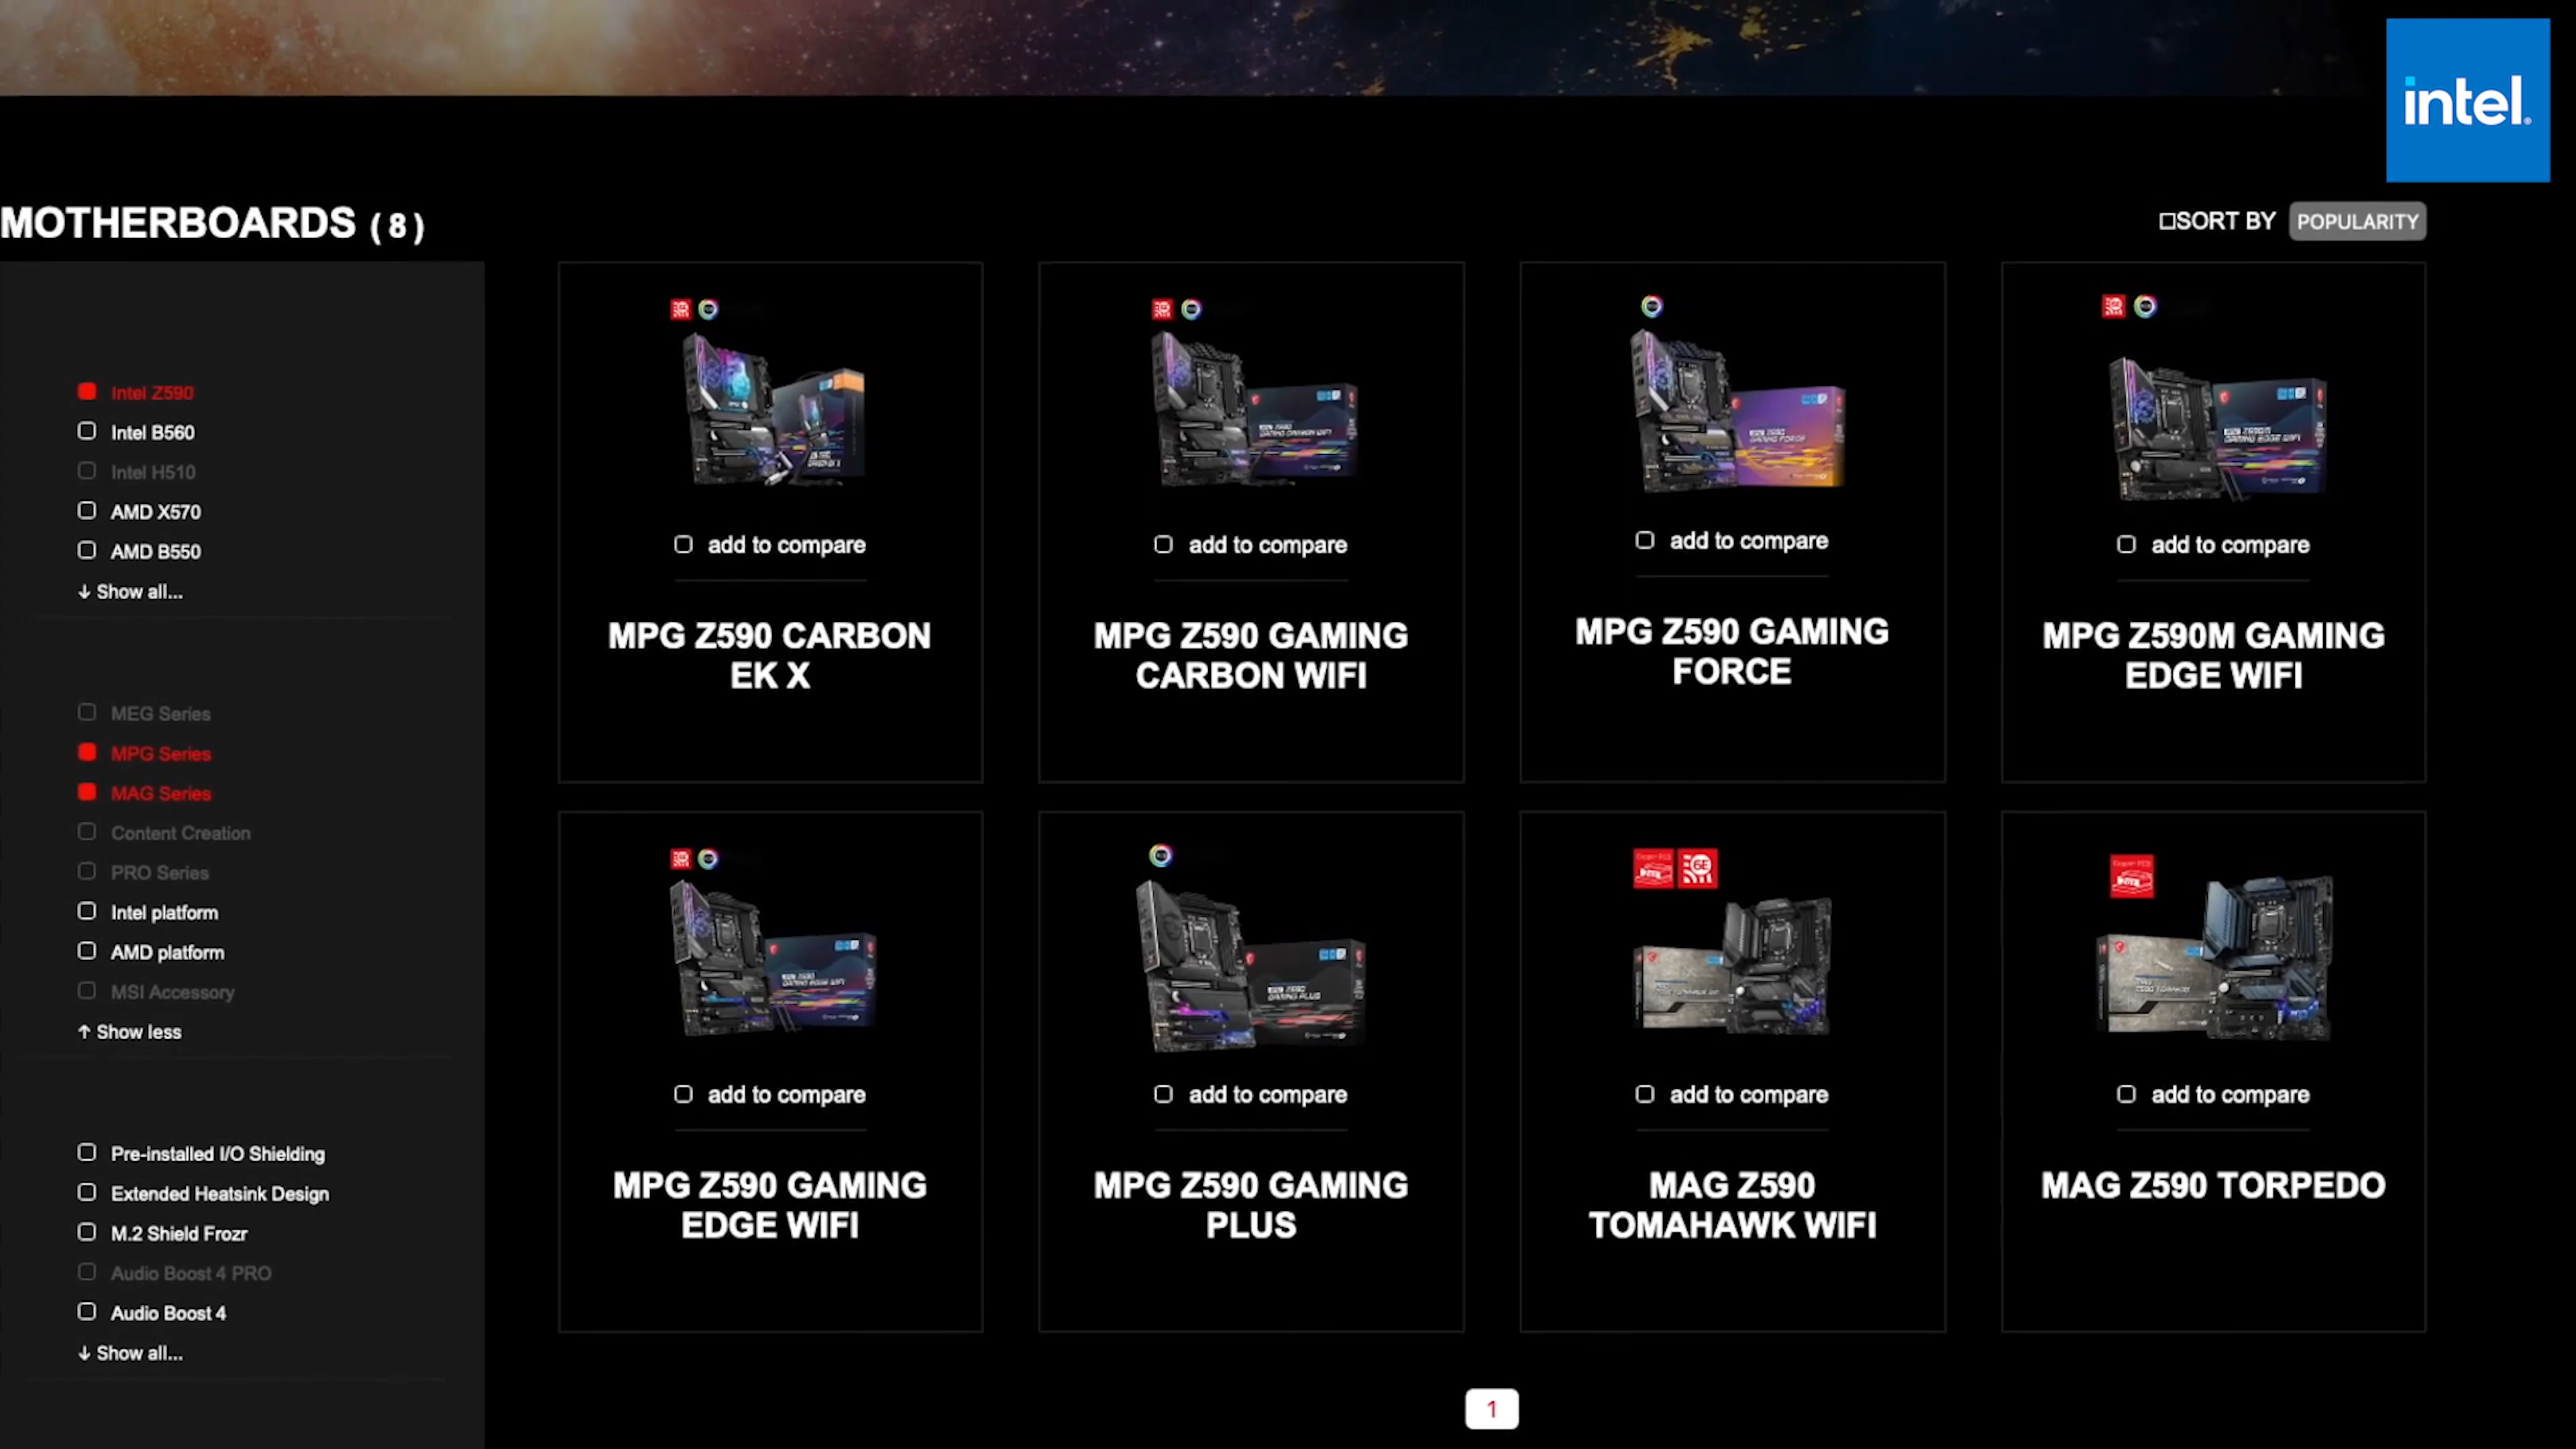 intel.
MOTHERBOARDS (8)
SORT BY POPULARITY
Intel Z590
Intel B560
Intel H510
AMD X570
AMD B550
↓ Show all...
MEG Series
MPG Series
MAG Series
Content Creation
PRO Series
Intel platform
AMD platform
MSI Accessory
↑ Show less
Pre-installed I/O Shielding
Extended Heatsink Design
M.2 Shield Frozr
Audio Boost 4 PRO
Audio Boost 4
↓ Show all...
add to compare
MPG Z590 CARBON
EK X
add to compare
MPG Z590 GAMING
CARBON WIFI
add to compare
MPG Z590 GAMING
FORCE
add to compare
MPG Z590M GAMING
EDGE WIFI
add to compare
MPG Z590 GAMING
EDGE WIFI
add to compare
MPG Z590 GAMING
PLUS
6E
add to compare
MAG Z590
TOMAHAWK WIFI
add to compare
MAG Z590 TORPEDO
1